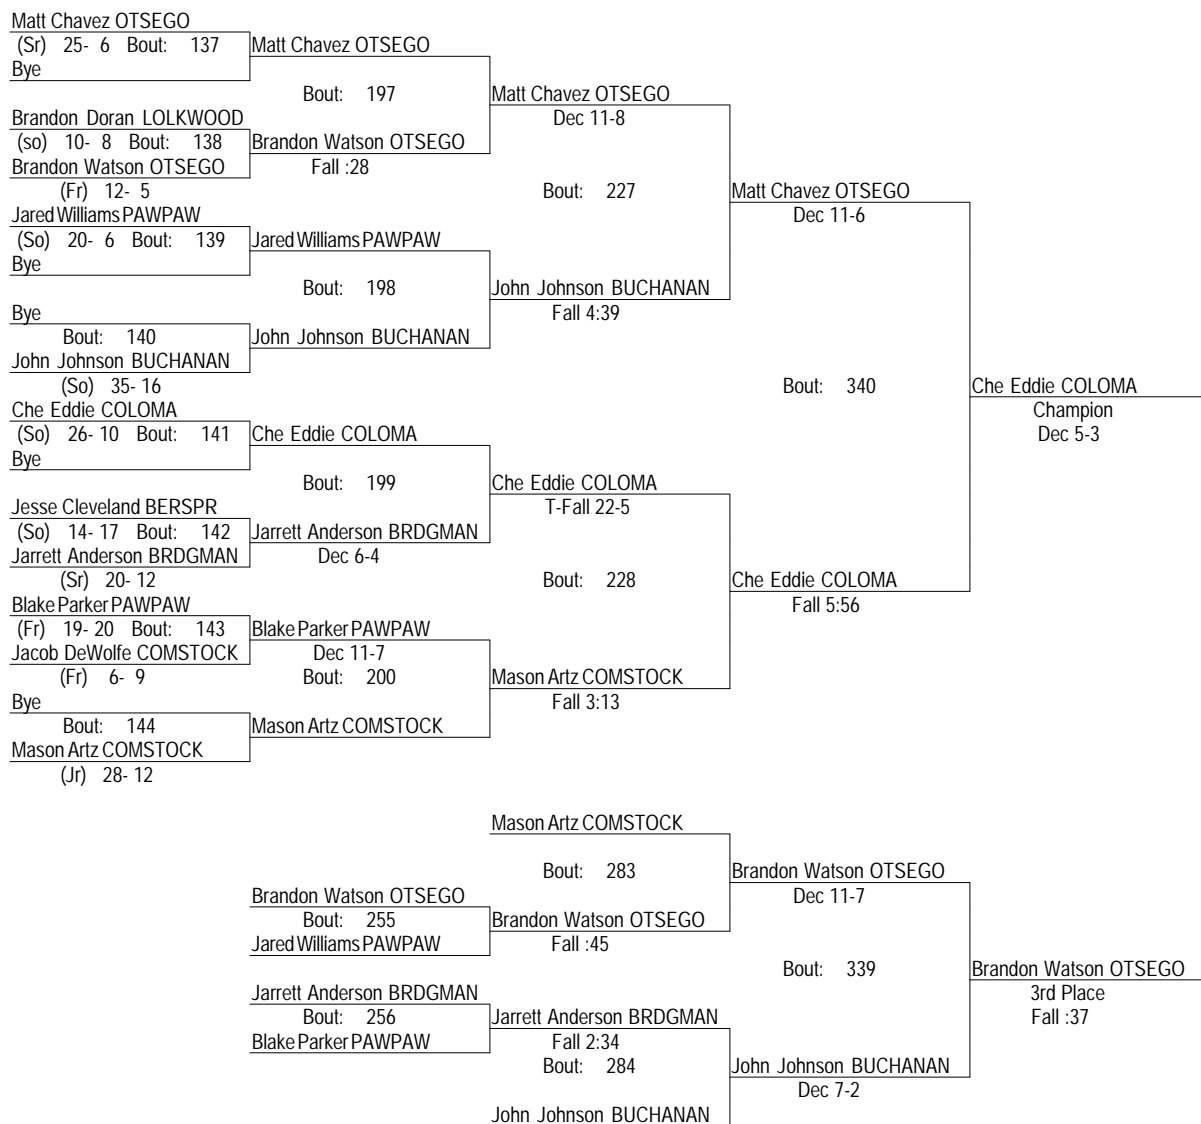 Matt Chavez OTSEGO
(Sr) 25- 6 Bout: 137 Matt Chavez OTSEGO
Bye
Bout: 197 Matt Chavez OTSEGO
Brandon Doran LOLKWOOD Dec 11-8
(so) 10- 8 Bout: 138 Brandon Watson OTSEGO
Brandon Watson OTSEGO Fall :28
(Fr) 12- 5 Bout: 227 Matt Chavez OTSEGO
Jared Williams PAWPAW Dec 11-6
(So) 20- 6 Bout: 139 Jared Williams PAWPAW
Bye
Bout: 198 John Johnson BUCHANAN
Bye Fall 4:39
Bout: 140 John Johnson BUCHANAN
John Johnson BUCHANAN
(So) 35- 16 Bout: 340 Che Eddie COLOMA
Che Eddie COLOMA Champion
(So) 26- 10 Bout: 141 Che Eddie COLOMA Dec 5-3
Bye
Bout: 199 Che Eddie COLOMA
Jesse Cleveland BERSPR T-Fall 22-5
(So) 14- 17 Bout: 142 Jarrett Anderson BRDGMAN
Jarrett Anderson BRDGMAN Dec 6-4
(Sr) 20- 12 Bout: 228 Che Eddie COLOMA
Blake Parker PAWPAW Fall 5:56
(Fr) 19- 20 Bout: 143 Blake Parker PAWPAW
Jacob DeWolfe COMSTOCK Dec 11-7
(Fr) 6- 9 Bout: 200 Mason Artz COMSTOCK
Bye Fall 3:13
Bout: 144 Mason Artz COMSTOCK
Mason Artz COMSTOCK
(Jr) 28- 12
Mason Artz COMSTOCK
Bout: 283 Brandon Watson OTSEGO
Brandon Watson OTSEGO Dec 11-7
Bout: 255 Brandon Watson OTSEGO
Jared Williams PAWPAW Fall :45
Bout: 339 Brandon Watson OTSEGO
Jarrett Anderson BRDGMAN 3rd Place
Bout: 256 Jarrett Anderson BRDGMAN Fall :37
Blake Parker PAWPAW Fall 2:34
Bout: 284 John Johnson BUCHANAN
Dec 7-2
John Johnson BUCHANAN